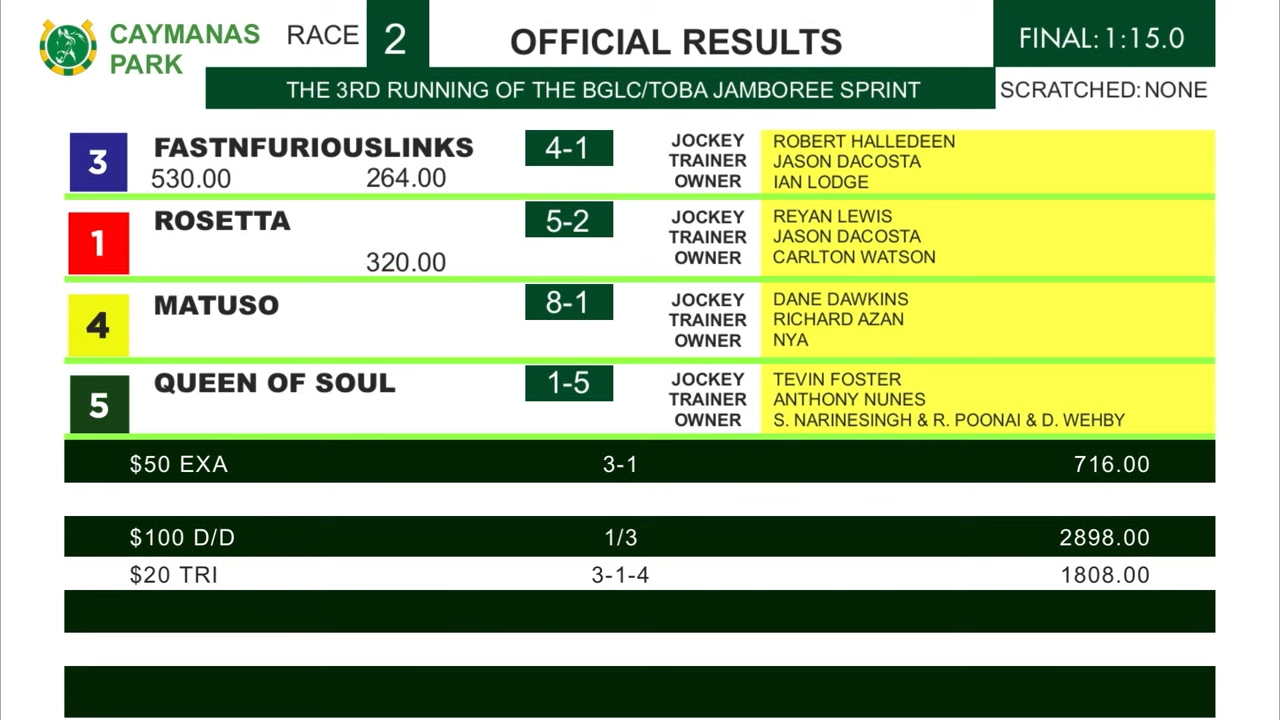 CAYMANAS PARK
RACE 2
OFFICIAL RESULTS
FINAL: 1:15.0
THE 3RD RUNNING OF THE BGLC/TOBA JAMBOREE SPRINT
SCRATCHED: NONE
3 FASTNFURIOUSLINKS 4-1
530.00 264.00
JOCKEY ROBERT HALLEDEEN
TRAINER JASON DACOSTA
OWNER IAN LODGE
1 ROSETTA 5-2
320.00
JOCKEY REYAN LEWIS
TRAINER JASON DACOSTA
OWNER CARLTON WATSON
4 MATUSO 8-1
JOCKEY DANE DAWKINS
TRAINER RICHARD AZAN
OWNER NYA
5 QUEEN OF SOUL 1-5
JOCKEY TEVIN FOSTER
TRAINER ANTHONY NUNES
OWNER S. NARINESINGH & R. POONAI & D. WEHBY
$50 EXA 3-1 716.00
$100 D/D 1/3 2898.00
$20 TRI 3-1-4 1808.00